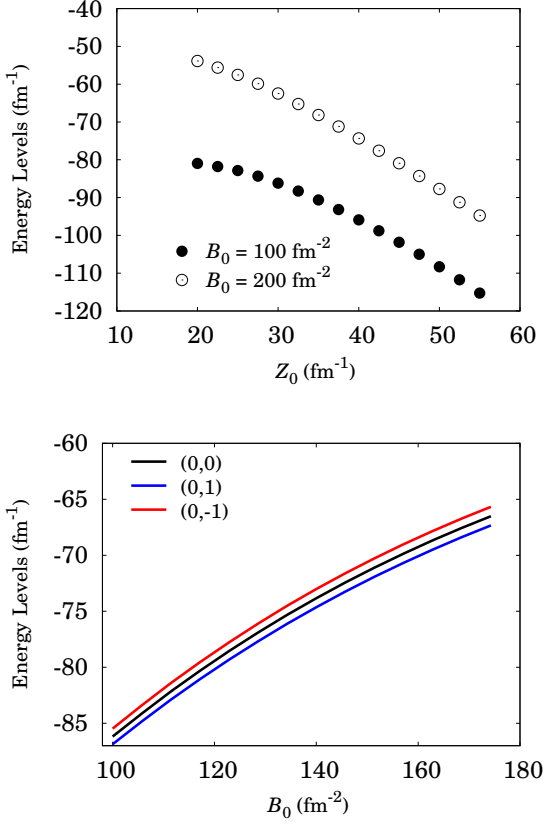 -40
-50
-60
-70
-80
-90
-100
-110
-120
Energy Levels (fm⁻¹)
B₀ = 100 fm⁻²
B₀ = 200 fm⁻²
10 20 30 40 50 60
Z₀ (fm⁻¹)
-60
-65
-70
-75
-80
-85
Energy Levels (fm⁻¹)
(0,0)
(0,1)
(0,-1)
100 120 140 160 180
B₀ (fm⁻²)